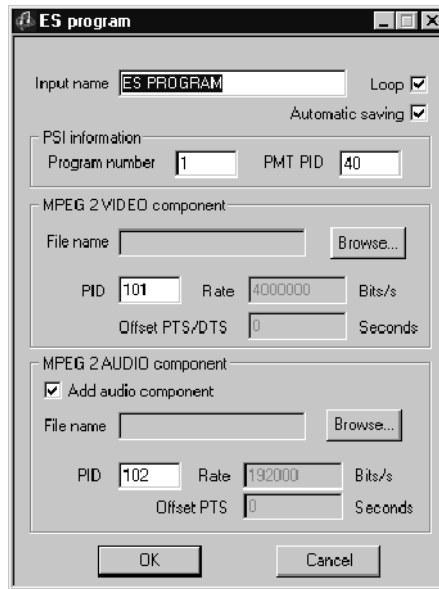 ES program
Input name ES PROGRAM Loop
Automatic saving
PSI information
Program number 1 PMT PID 40
MPEG 2 VIDEO component
File name Browse...
PID 101 Rate 4000000 Bits/s
Offset PTS/DTS 0 Seconds
MPEG 2 AUDIO component
Add audio component
File name Browse...
PID 102 Rate 192000 Bits/s
Offset PTS 0 Seconds
OK Cancel